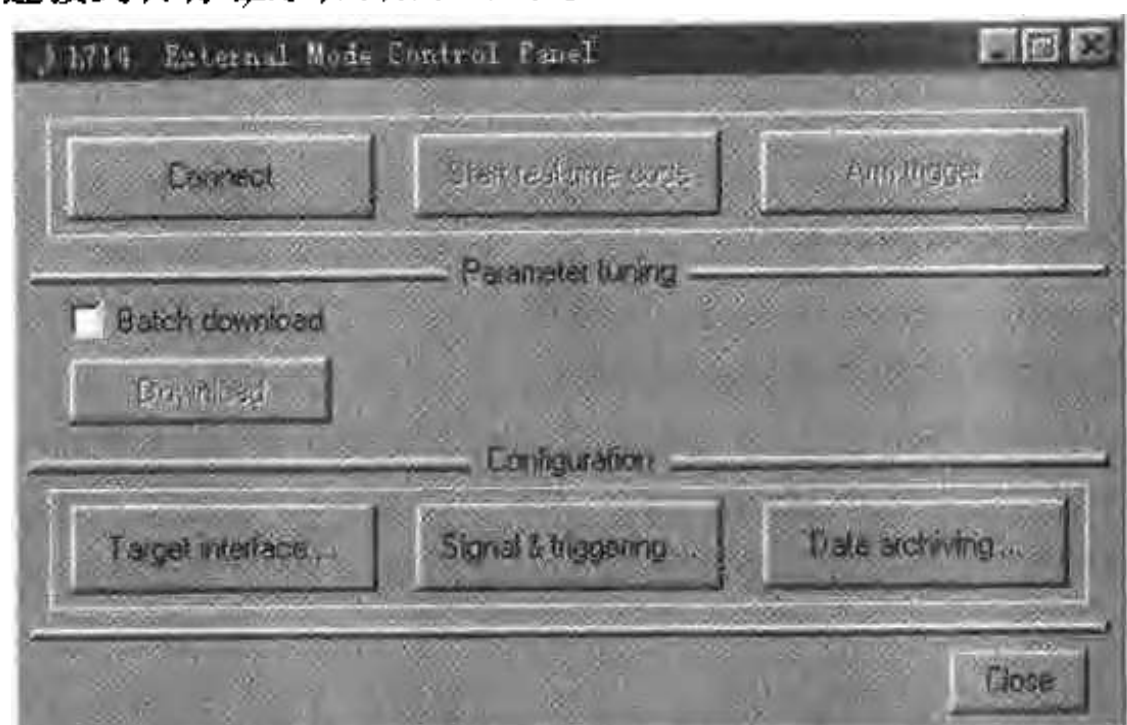 h714 External Mode Control Panel
Connect
Start real-time code
Arm trigger
Parameter tuning
Batch download
Download
Configuration
Target interface...
Signal & triggering...
Data archiving...
Close